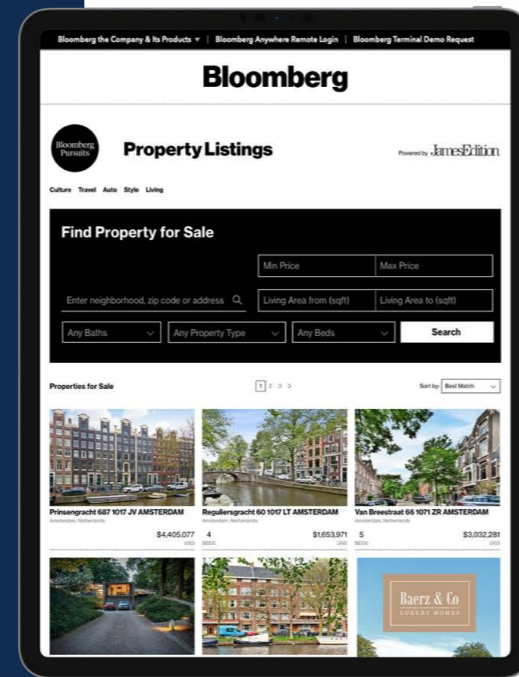 Bloomberg the Company & Its Products ▾ | Bloomberg Anywhere Remote Login | Bloomberg Terminal Demo Request
Bloomberg
Bloomberg
Pursuits
Property Listings
Powered by JamesEdition
Culture Travel Auto Style Living
Find Property for Sale
Min Price Max Price
Enter neighborhood, zip code or address Living Area from (sqft) Living Area to (sqft)
Any Baths Any Property Type Any Beds Search
Properties for Sale 1 2 3 > Sort by: Best Match
Prinsengracht 687 1017 JV AMSTERDAM Reguliersgracht 60 1017 LT AMSTERDAM Van Breestraat 66 1071 ZR AMSTERDAM
Amsterdam, Netherlands Amsterdam, Netherlands Amsterdam, Netherlands
$4,405,077 4 $1,653,971 5 $3,032,281
USD BEDS USD BEDS USD
Baerz & Co
LUXURY HOMES